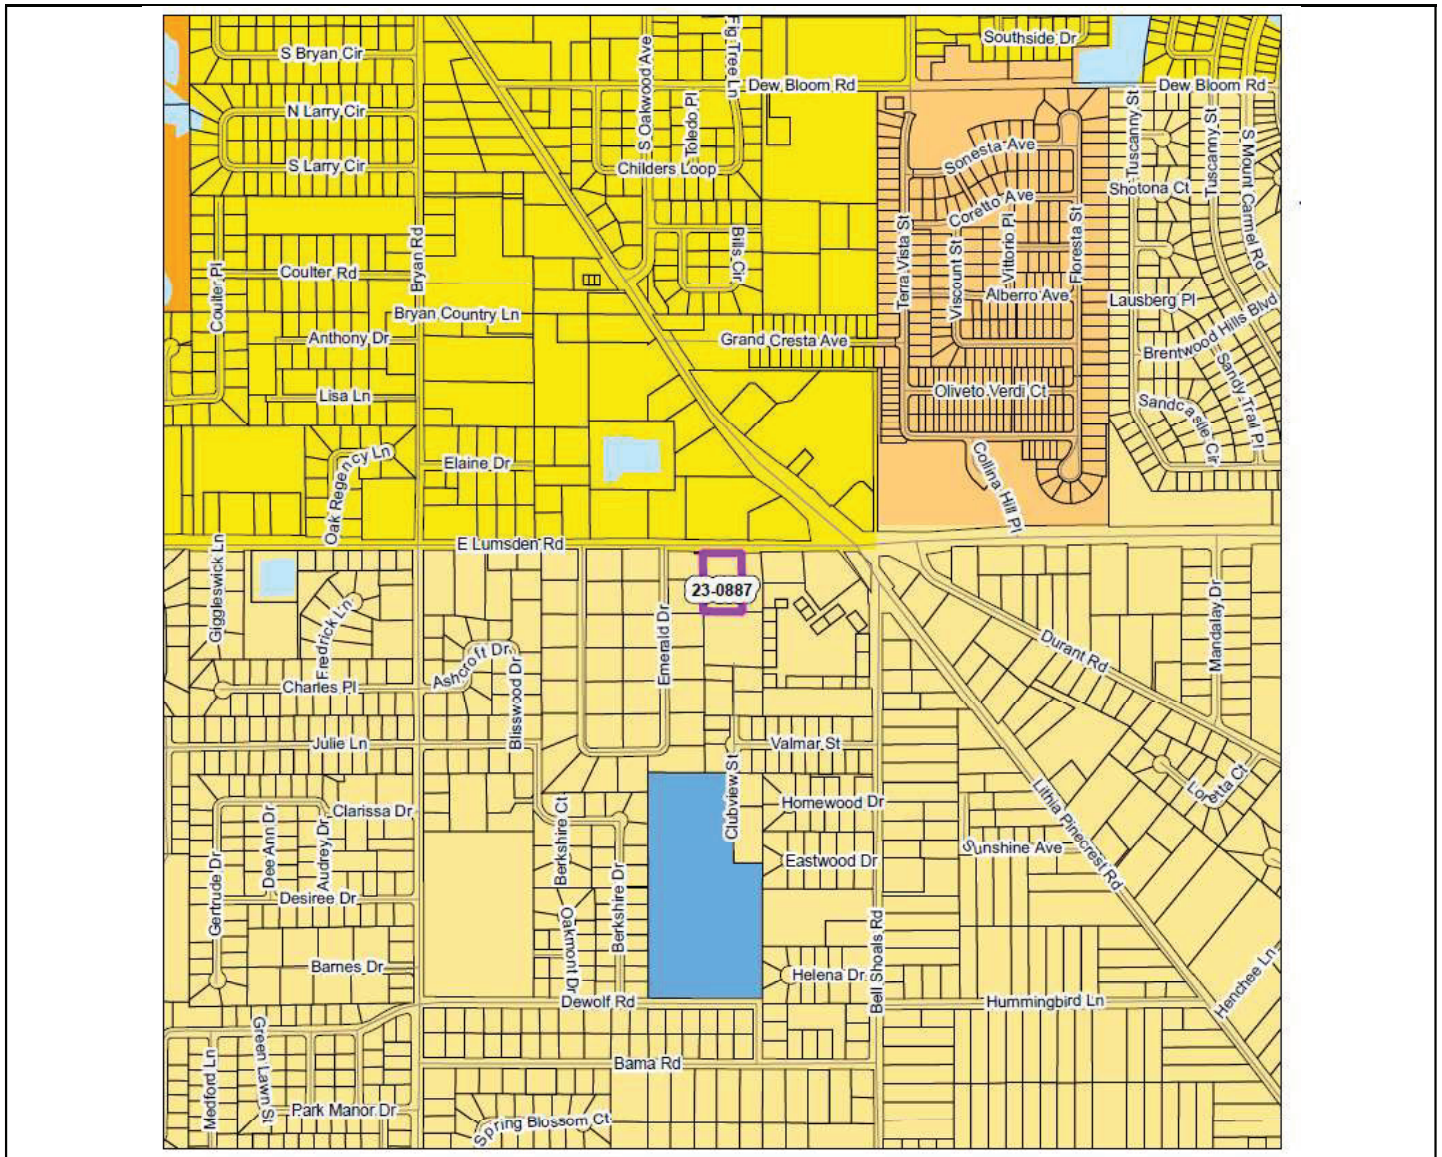 Southside Dr
S Bryan Cir
S Oakwood Ave
Fig Tree Ln
Dew Bloom Rd
Dew Bloom Rd
N Larry Cir
Toledo Pl
Tuscanny St
Tuscanny St
S Mount Carmel Rd
S Larry Cir
Childers Loop
Sonesta Ave
Shotona Ct
Coretto Ave
Bryan Rd
Bills Cir
Terra Vista St
Viscount St
Vittorio Pl
Floresta St
Coulter Pl
Coulter Rd
Alberro Ave
Lausberg Pl
Bryan Country Ln
Brentwood Hills Blvd
Anthony Dr
Grand Cresta Ave
Sandy Trail Pl
Lisa Ln
Oliveto Verdi Ct
Sandcastle Cir
Oak Regency Ln
Elaine Dr
Collina Hill Pl
E Lumsden Rd
Giggleswick Ln
23-0887
Fredrick Ln
Emerald Dr
Mandalay Dr
Durant Rd
Ashcroft Dr
Charles Pl
Blisswood Dr
Julie Ln
Valmar St
Clubview St
Loretta Ct
Clarissa Dr
Homewood Dr
Dee Ann Dr
Audrey Dr
Berkshire Ct
Lithia Pinecrest Rd
Sunshine Ave
Eastwood Dr
Gertrude Dr
Desiree Dr
Berkshire Dr
Oakmont Dr
Bell Shoals Rd
Barnes Dr
Helena Dr
Henchee Ln
Dewolf Rd
Hummingbird Ln
Green Lawn St
Medford Ln
Bama Rd
Park Manor Dr
Spring Blossom Ct